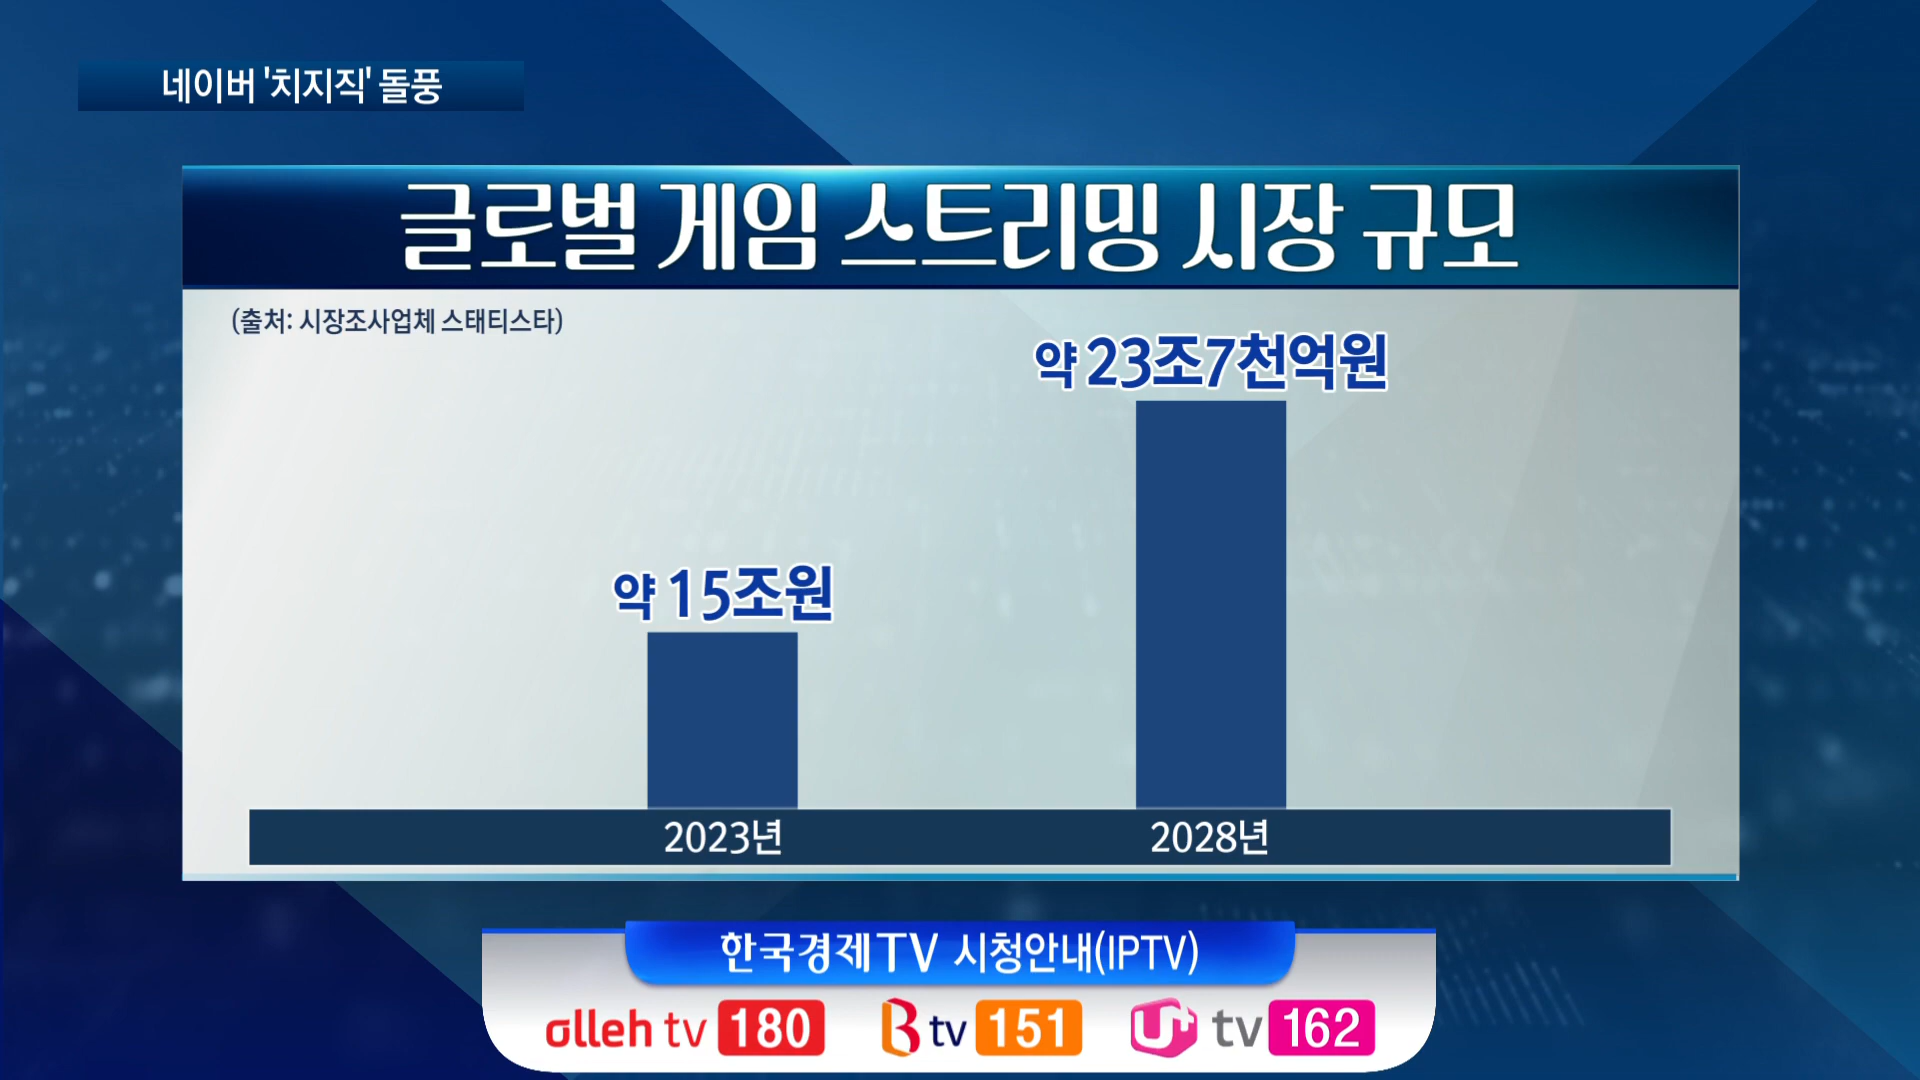 네이버 '치지직' 돌풍
글로벌 게임 스트리밍 시장 규모
(출처: 시장조사업체 스태티스타)
약 23조7천억원
약 15조원
2023년 2028년
한국경제TV 시청안내(IPTV)
olleh tv 180 B tv 151 U+ tv 162